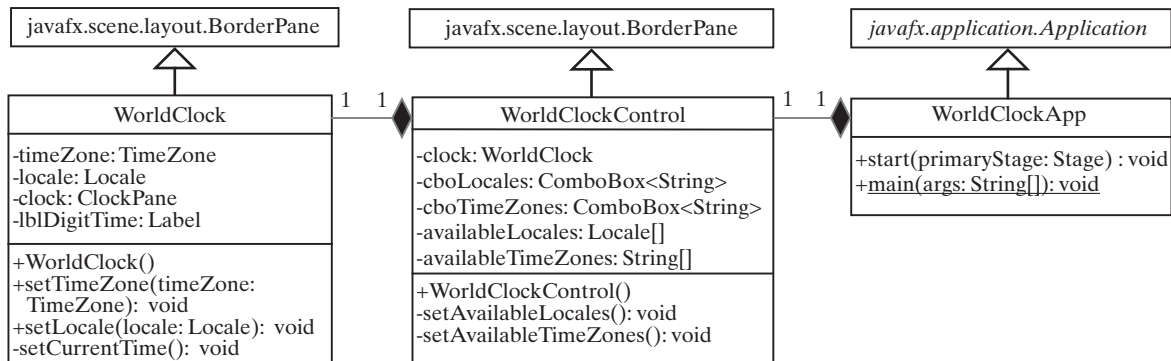 javafx.scene.layout.BorderPane
WorldClock
-timeZone: TimeZone
-locale: Locale
-clock: ClockPane
-lblDigitTime: Label
+WorldClock()
+setTimeZone(timeZone:
TimeZone): void
+setLocale(locale: Locale): void
-setCurrentTime(): void
1
1
javafx.scene.layout.BorderPane
WorldClockControl
-clock: WorldClock
-cboLocales: ComboBox<String>
-cboTimeZones: ComboBox<String>
-availableLocales: Locale[]
-availableTimeZones: String[]
+WorldClockControl()
-setAvailableLocales(): void
-setAvailableTimeZones(): void
1
1
javafx.application.Application
WorldClockApp
+start(primaryStage: Stage) : void
+main(args: String[]): void